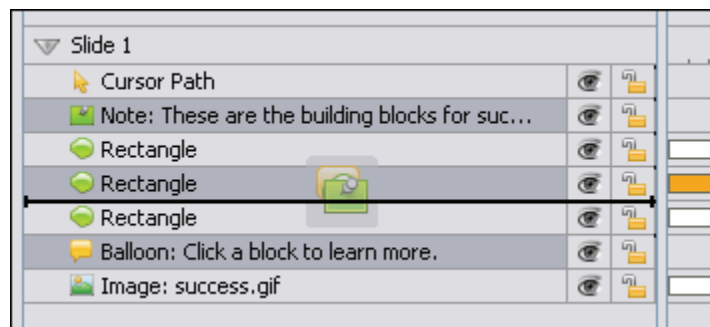 Slide 1
Cursor Path
Note: These are the building blocks for suc...
Rectangle
Rectangle
Rectangle
Balloon: Click a block to learn more.
Image: success.gif